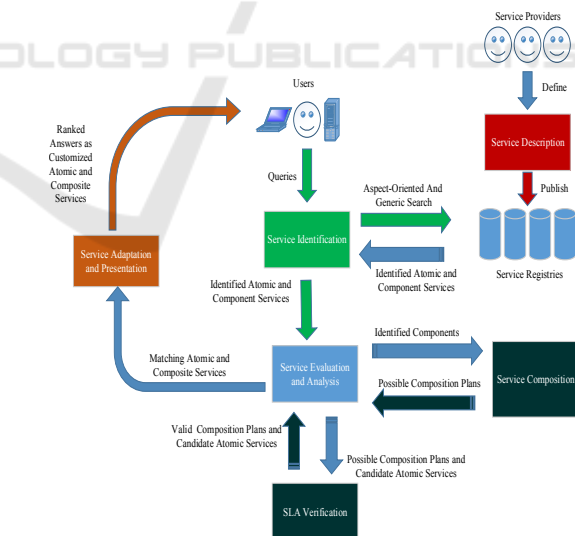 OLOGY PUBLICATIONS
Service Providers
Define
Users
Service Description
Ranked
Answers as
Customized
Atomic and
Composite
Services
Queries
Aspect-Oriented And
Generic Search
Publish
Service Identification
Service Adaptation
and Presentation
Identified Atomic and
Component Services
Service Registries
Identified Atomic and
Component Services
Identified Components
Matching Atomic and
Composite Services
Service Evaluation
and Analysis
Possible Composition Plans
Service Composition
Valid Composition Plans and
Candidate Atomic Services
Possible Composition Plans and
Candidate Atomic Services
SLA Verification